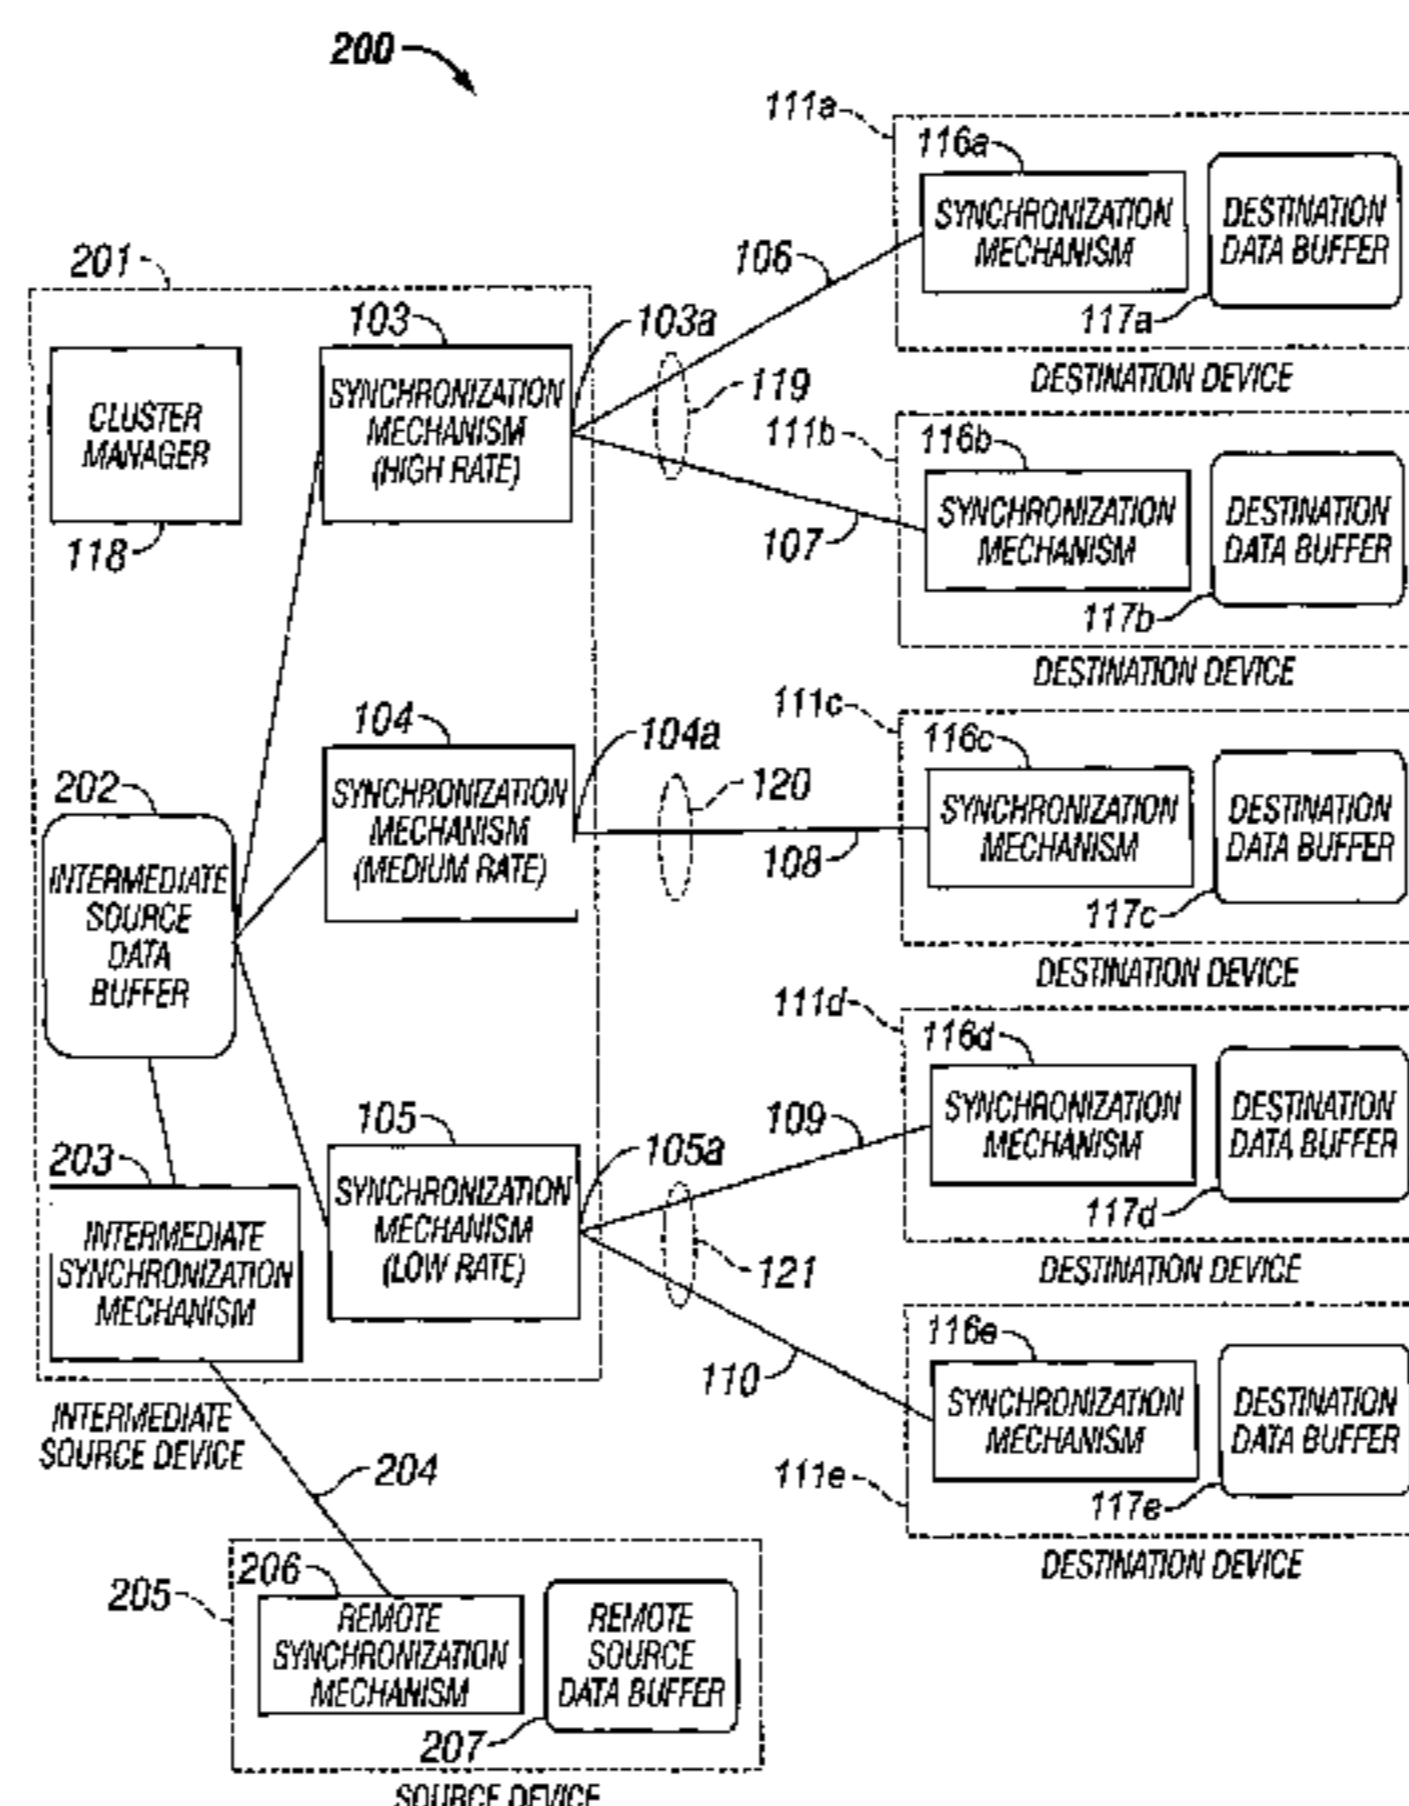 200
111a
116a
SYNCHRONIZATION
MECHANISM
DESTINATION
DATA BUFFER
117a
DESTINATION DEVICE
201
103
103a
106
119
CLUSTER
MANAGER
118
SYNCHRONIZATION
MECHANISM
(HIGH RATE)
111b
116b
SYNCHRONIZATION
MECHANISM
DESTINATION
DATA BUFFER
107
117b
DESTINATION DEVICE
104
104a
120
108
111c
116c
SYNCHRONIZATION
MECHANISM
DESTINATION
DATA BUFFER
117c
DESTINATION DEVICE
202
INTERMEDIATE
SOURCE
DATA
BUFFER
SYNCHRONIZATION
MECHANISM
(MEDIUM RATE)
111d
116d
SYNCHRONIZATION
MECHANISM
DESTINATION
DATA BUFFER
117d
DESTINATION DEVICE
105
105a
109
121
110
203
INTERMEDIATE
SYNCHRONIZATION
MECHANISM
SYNCHRONIZATION
MECHANISM
(LOW RATE)
116e
SYNCHRONIZATION
MECHANISM
DESTINATION
DATA BUFFER
111e
117e
DESTINATION DEVICE
INTERMEDIATE
SOURCE DEVICE
204
205
206
REMOTE
SYNCHRONIZATION
MECHANISM
REMOTE
SOURCE
DATA BUFFER
207
SOURCE DEVICE